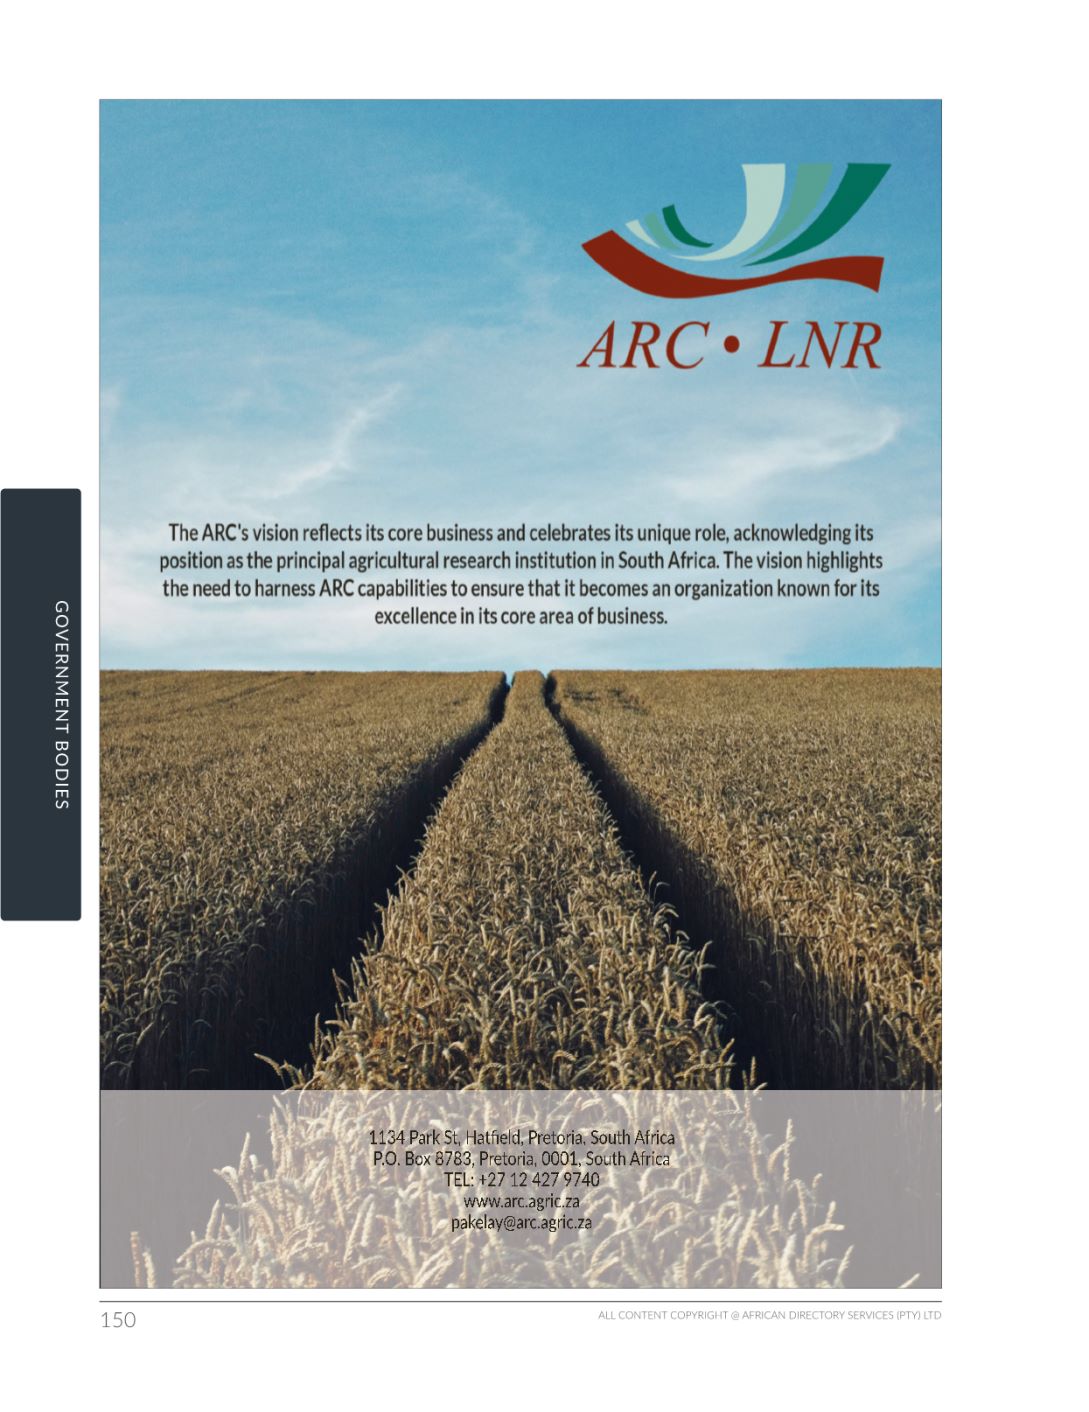 ARC • LNR
The ARC's vision reflects its core business and celebrates its unique role, acknowledging its
position as the principal agricultural research institution in South Africa. The vision highlights
the need to harness ARC capabilities to ensure that it becomes an organization known for its
excellence in its core area of business.
GOVERNMENT BODIES
1134 Park St, Hatfield, Pretoria, South Africa
P.O. Box 8783, Pretoria, 0001, South Africa
TEL: +27 12 427 9740
www.arc.agric.za
pakelay@arc.agric.za
150
ALL CONTENT COPYRIGHT @ AFRICAN DIRECTORY SERVICES (PTY) LTD